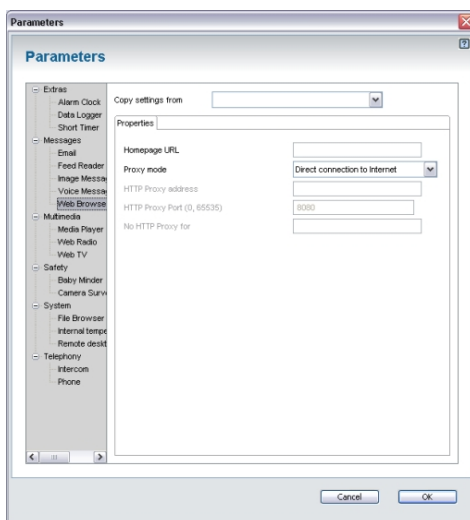 Parameters
?
Parameters
Extras
Alarm Clock
Data Logger
Short Timer
Messages
Email
Feed Reader
Image Messa
Voice Messa
Web Browse
Multimedia
Media Player
Web Radio
Web TV
Safety
Baby Minder
Camera Surv
System
File Browser
Internal tempe
Remote deskt
Telephony
Intercom
Phone
Copy settings from
Properties
Homepage URL
Proxy mode Direct connection to Internet
HTTP Proxy address
HTTP Proxy Port (0, 65535) 8080
No HTTP Proxy for
Cancel OK